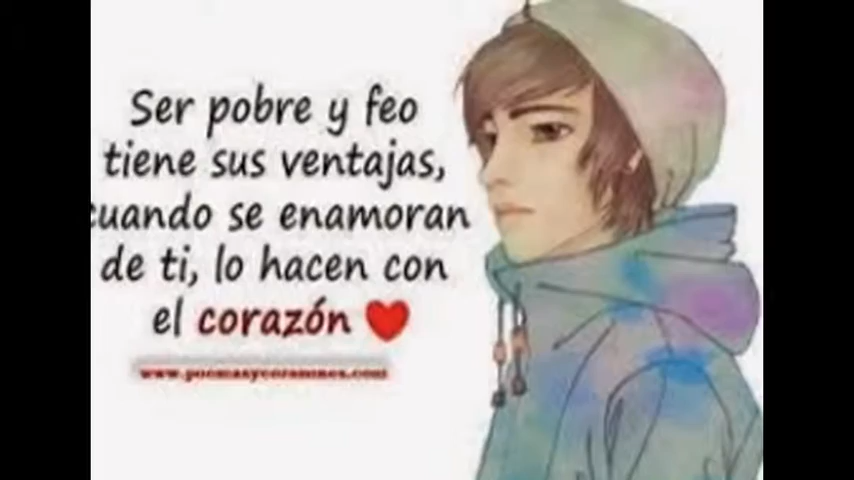 Ser pobre y feo
tiene sus ventajas,
cuando se enamoran
de ti, lo hacen con
el corazón